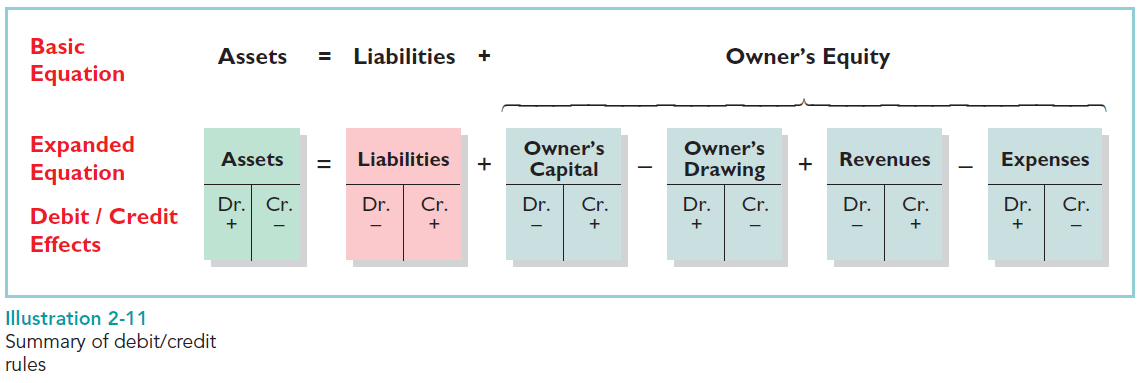 Basic
Equation
Assets = Liabilities + Owner's Equity
Expanded
Equation
Assets = Liabilities + Owner's
Capital – Owner's
Drawing + Revenues – Expenses
Debit / Credit
Effects
Dr. Cr. Dr. Cr. Dr. Cr. Dr. Cr. Dr. Cr. Dr. Cr.
+ – – + – + + – – + + –
Illustration 2-11
Summary of debit/credit
rules